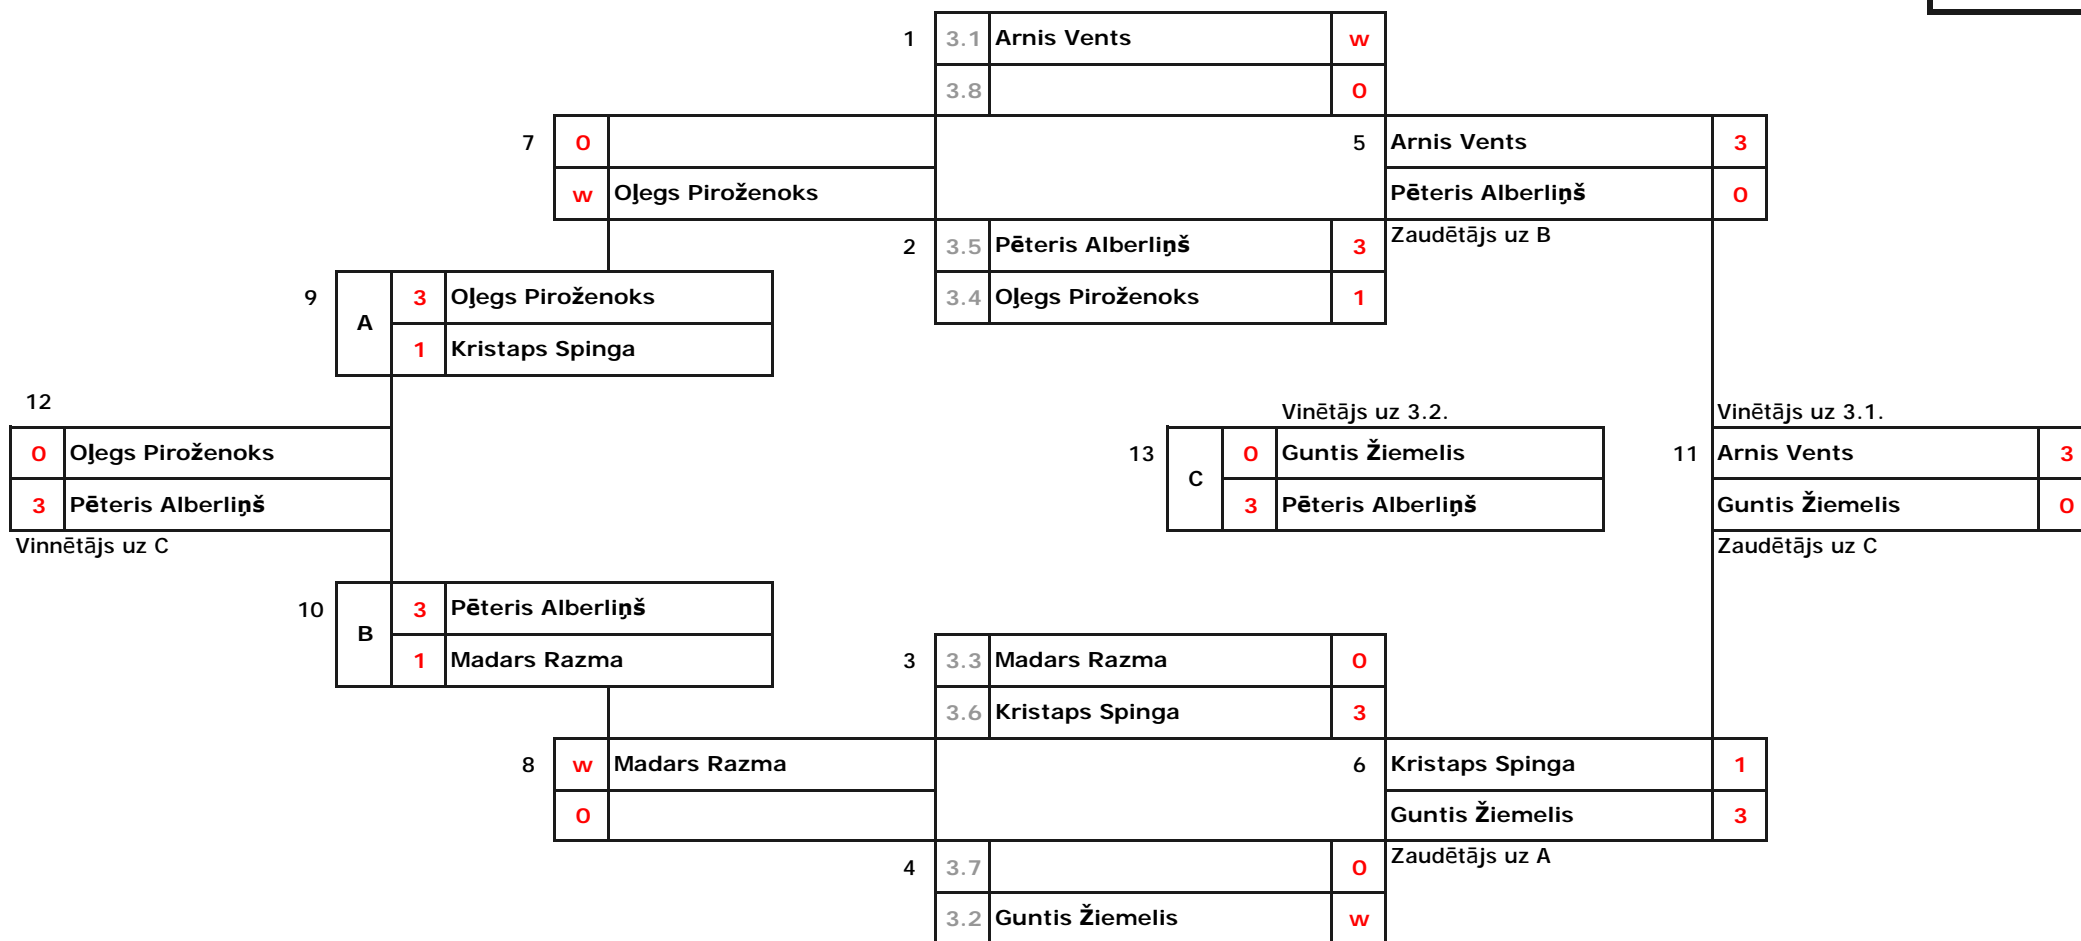 1 3.1 Arnis Vents w
3.8 0
7 0 5 Arnis Vents 3
w Oļegs Piroženoks Pēteris Alberliņš 0
2 3.5 Pēteris Alberliņš 3 Zaudētājs uz B
9 A 3 Oļegs Piroženoks 3.4 Oļegs Piroženoks 1
1 Kristaps Spinga
12 Vinētājs uz 3.2. Vinētājs uz 3.1.
0 Oļegs Piroženoks 13 C 0 Guntis Žiemelis 11 Arnis Vents 3
3 Pēteris Alberliņš 3 Pēteris Alberliņš Guntis Žiemelis 0
Vinnētājs uz C Zaudētājs uz C
10 B 3 Pēteris Alberliņš
1 Madars Razma 3 3.3 Madars Razma 0
3.6 Kristaps Spinga 3
8 w Madars Razma 6 Kristaps Spinga 1
0 Guntis Žiemelis 3
4 3.7 0 Zaudētājs uz A
3.2 Guntis Žiemelis w